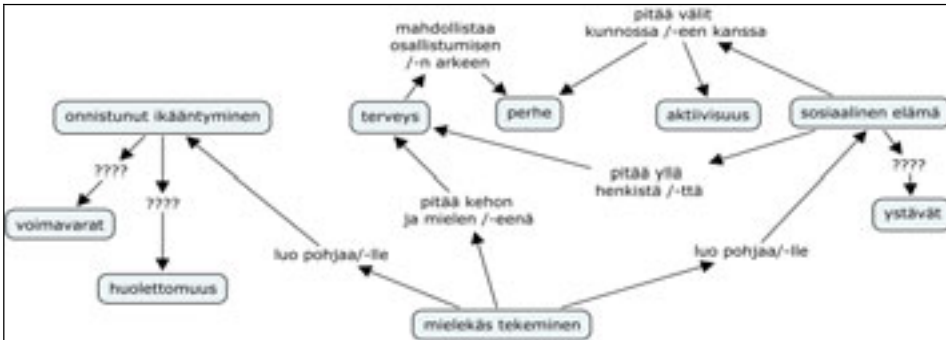 pitää välit
kunnossa /-een kanssa
mahdollistaa
osallistumisen
/-n arkeen
onnistunut ikääntyminen
terveys
perhe
aktiivisuus
sosiaalinen elämä
????
????
pitää yllä
henkistä /-ttä
????
voimavarat
pitää kehon
ja mielen /-eenä
ystävät
luo pohjaa/-lle
luo pohjaa/-lle
huolettomuus
mielekäs tekeminen